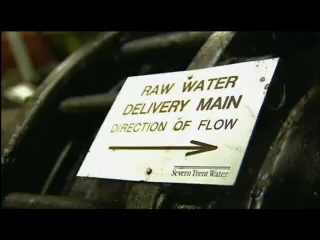 RAW WATER
DELIVERY MAIN
DIRECTION OF FLOW
Severn Trent Water